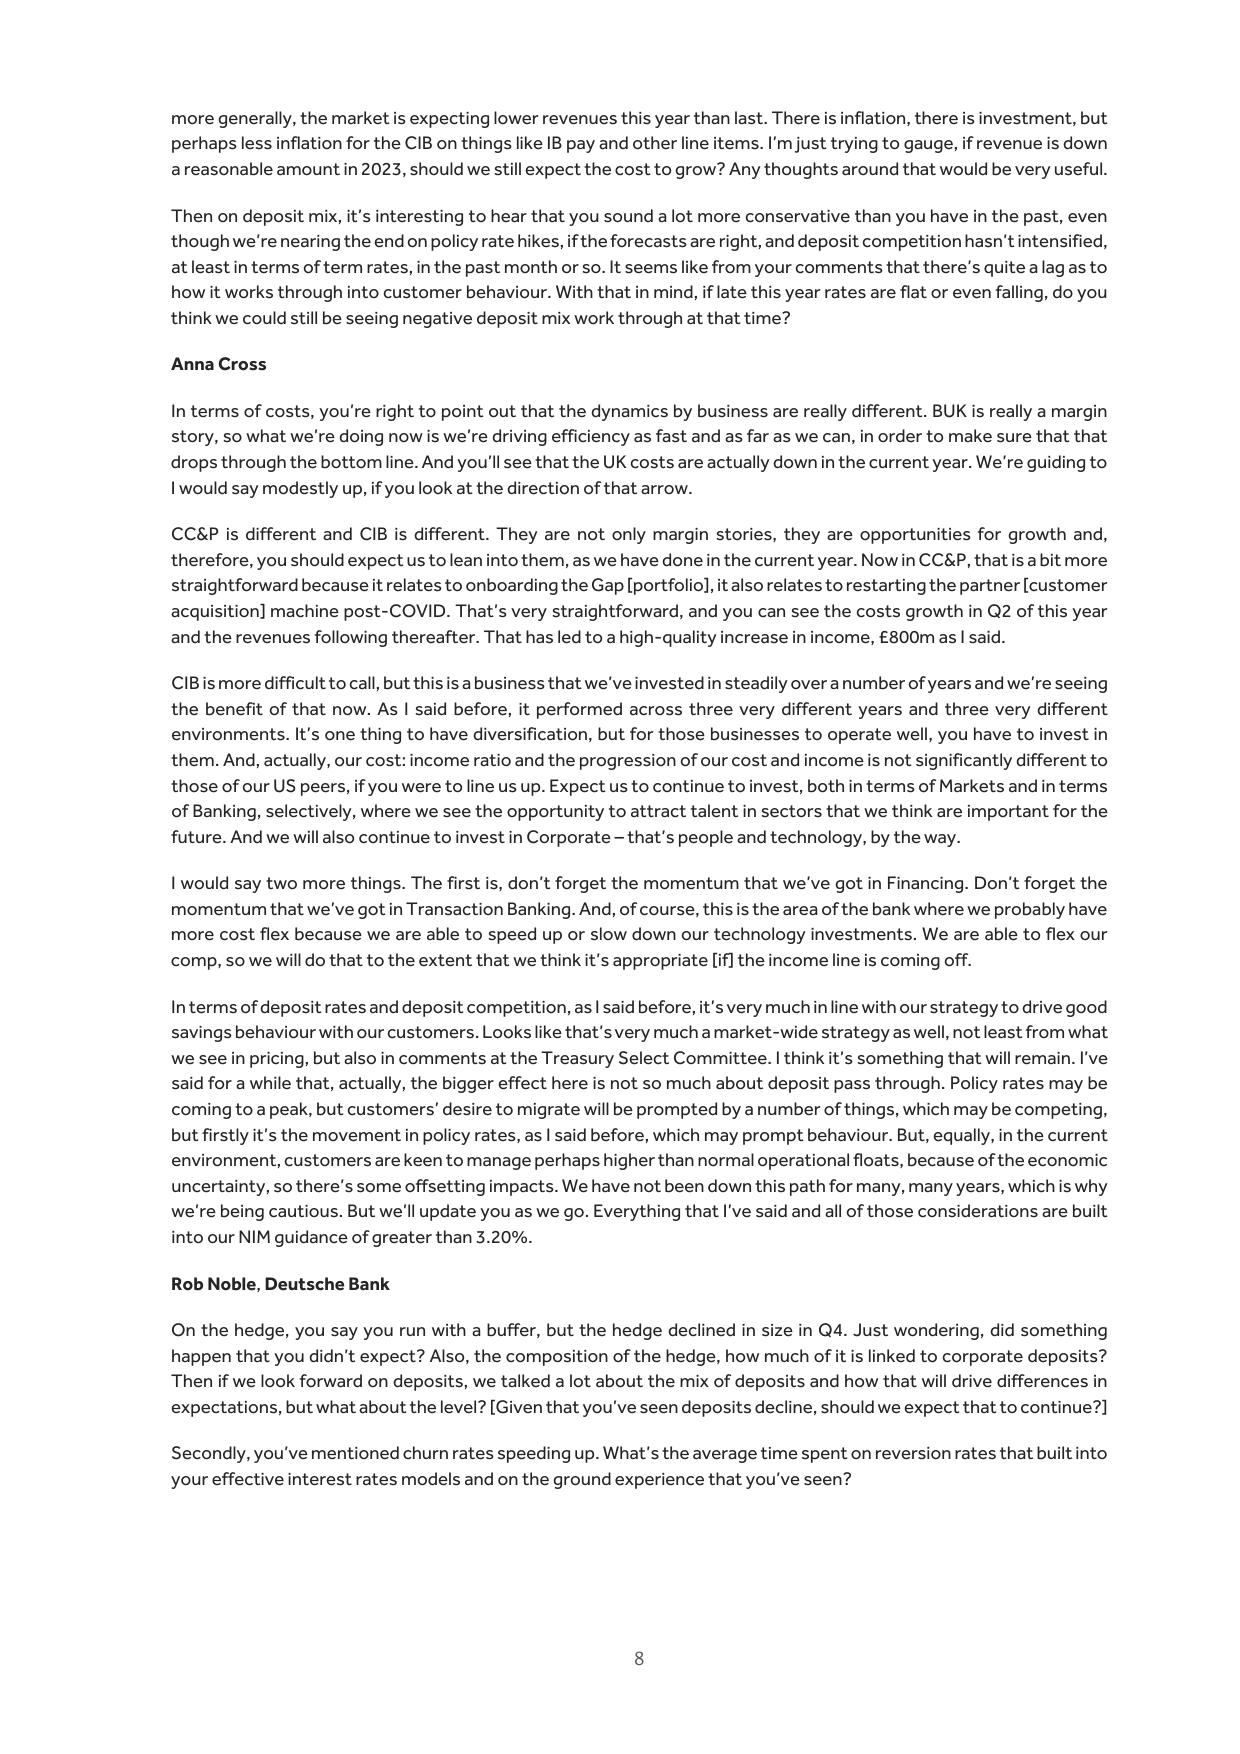 more generally, the market is expecting lower revenues this year than last. There is inflation, there is investment, but
perhaps less inflation for the CIB on things like IB pay and other line items. I'm just trying to gauge, if revenue is down
a reasonable amount in 2023, should we still expect the cost to grow? Any thoughts around that would be very useful.
Then on deposit mix, it's interesting to hear that you sound a lot more conservative than you have in the past, even
though we're nearing the end on policy rate hikes, if the forecasts are right, and deposit competition hasn't intensified,
at least in terms of term rates, in the past month or so. It seems like from your comments that there's quite a lag as to
how it works through into customer behaviour. With that in mind, if late this year rates are flat or even falling, do you
think we could still be seeing negative deposit mix work through at that time?
Anna Cross
In terms of costs, you're right to point out that the dynamics by business are really different. BUK is really a margin
story, so what we're doing now is we're driving efficiency as fast and as far as we can, in order to make sure that that
drops through the bottom line. And you'll see that the UK costs are actually down in the current year. We're guiding to
I would say modestly up, if you look at the direction of that arrow.
CC&P is different and CIB is different. They are not only margin stories, they are opportunities for growth and,
therefore, you should expect us to lean into them, as we have done in the current year. Now in CC&P, that is a bit more
straightforward because it relates to onboarding the Gap [portfolio], it also relates to restarting the partner [customer
acquisition] machine post-COVID. That's very straightforward, and you can see the costs growth in Q2 of this year
and the revenues following thereafter. That has led to a high-quality increase in income, £800m as I said.
CIB is more difficult to call, but this is a business that we've invested in steadily over a number of years and we're seeing
the benefit of that now. As I said before, it performed across three very different years and three very different
environments. It's one thing to have diversification, but for those businesses to operate well, you have to invest in
them. And, actually, our cost: income ratio and the progression of our cost and income is not significantly different to
those of our US peers, if you were to line us up. Expect us to continue to invest, both in terms of Markets and in terms
of Banking, selectively, where we see the opportunity to attract talent in sectors that we think are important for the
future. And we will also continue to invest in Corporate – that's people and technology, by the way.
I would say two more things. The first is, don't forget the momentum that we've got in Financing. Don't forget the
momentum that we've got in Transaction Banking. And, of course, this is the area of the bank where we probably have
more cost flex because we are able to speed up or slow down our technology investments. We are able to flex our
comp, so we will do that to the extent that we think it's appropriate [if] the income line is coming off.
In terms of deposit rates and deposit competition, as I said before, it's very much in line with our strategy to drive good
savings behaviour with our customers. Looks like that's very much a market-wide strategy as well, not least from what
we see in pricing, but also in comments at the Treasury Select Committee. I think it's something that will remain. I've
said for a while that, actually, the bigger effect here is not so much about deposit pass through. Policy rates may be
coming to a peak, but customers' desire to migrate will be prompted by a number of things, which may be competing,
but firstly it's the movement in policy rates, as I said before, which may prompt behaviour. But, equally, in the current
environment, customers are keen to manage perhaps higher than normal operational floats, because of the economic
uncertainty, so there's some offsetting impacts. We have not been down this path for many, many years, which is why
we're being cautious. But we'll update you as we go. Everything that I've said and all of those considerations are built
into our NIM guidance of greater than 3.20%.
Rob Noble, Deutsche Bank
On the hedge, you say you run with a buffer, but the hedge declined in size in Q4. Just wondering, did something
happen that you didn't expect? Also, the composition of the hedge, how much of it is linked to corporate deposits?
Then if we look forward on deposits, we talked a lot about the mix of deposits and how that will drive differences in
expectations, but what about the level? [Given that you've seen deposits decline, should we expect that to continue?]
Secondly, you've mentioned churn rates speeding up. What's the average time spent on reversion rates that built into
your effective interest rates models and on the ground experience that you've seen?
8